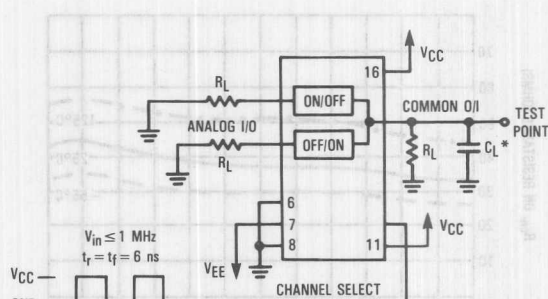 VCC
16
RL
ON/OFF
COMMON O/I
TEST
POINT
ANALOG I/O
OFF/ON
RL
RL
CL*
6
7
8
11
VCC
VEE
Vin ≤ 1 MHz
tr = tf = 6 ns
VCC
CHANNEL SELECT